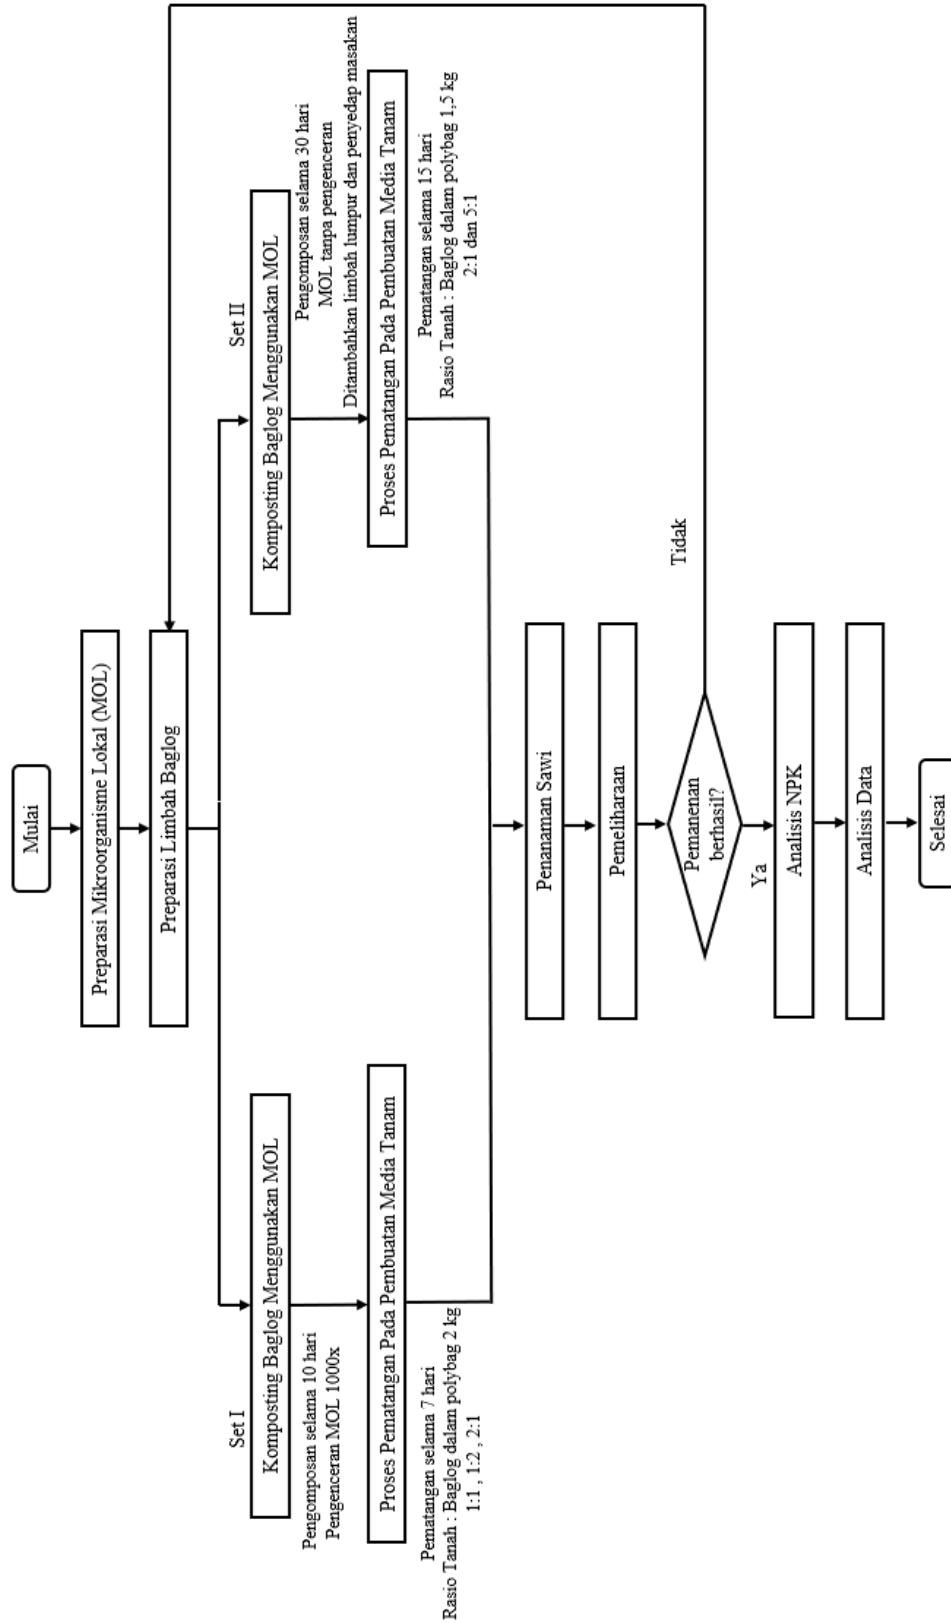 Mulai
Preparasi Mikroorganisme Lokal (MOL)
Preparasi Limbah Baglog
Set I
Komposting Baglog Menggunakan MOL
Pengomposan selama 10 hari
Pengenceran MOL 1000x
Proses Pematangan Pada Pembuatan Media Tanam
Pematangan selama 7 hari
Rasio Tanah : Baglog dalam polybag 2 kg
1:1 , 1:2 , 2:1
Set II
Komposting Baglog Menggunakan MOL
Pengomposan selama 30 hari
MOL tanpa pengenceran
Ditambahkan limbah lumpur dan penyedap masakan
Proses Pematangan Pada Pembuatan Media Tanam
Pematangan selama 15 hari
Rasio Tanah : Baglog dalam polybag 1,5 kg
2:1 dan 5:1
Penanaman Sawi
Pemeliharaan
Pemanenan
berhasil?
Tidak
Ya
Analisis NPK
Analisis Data
Selesai